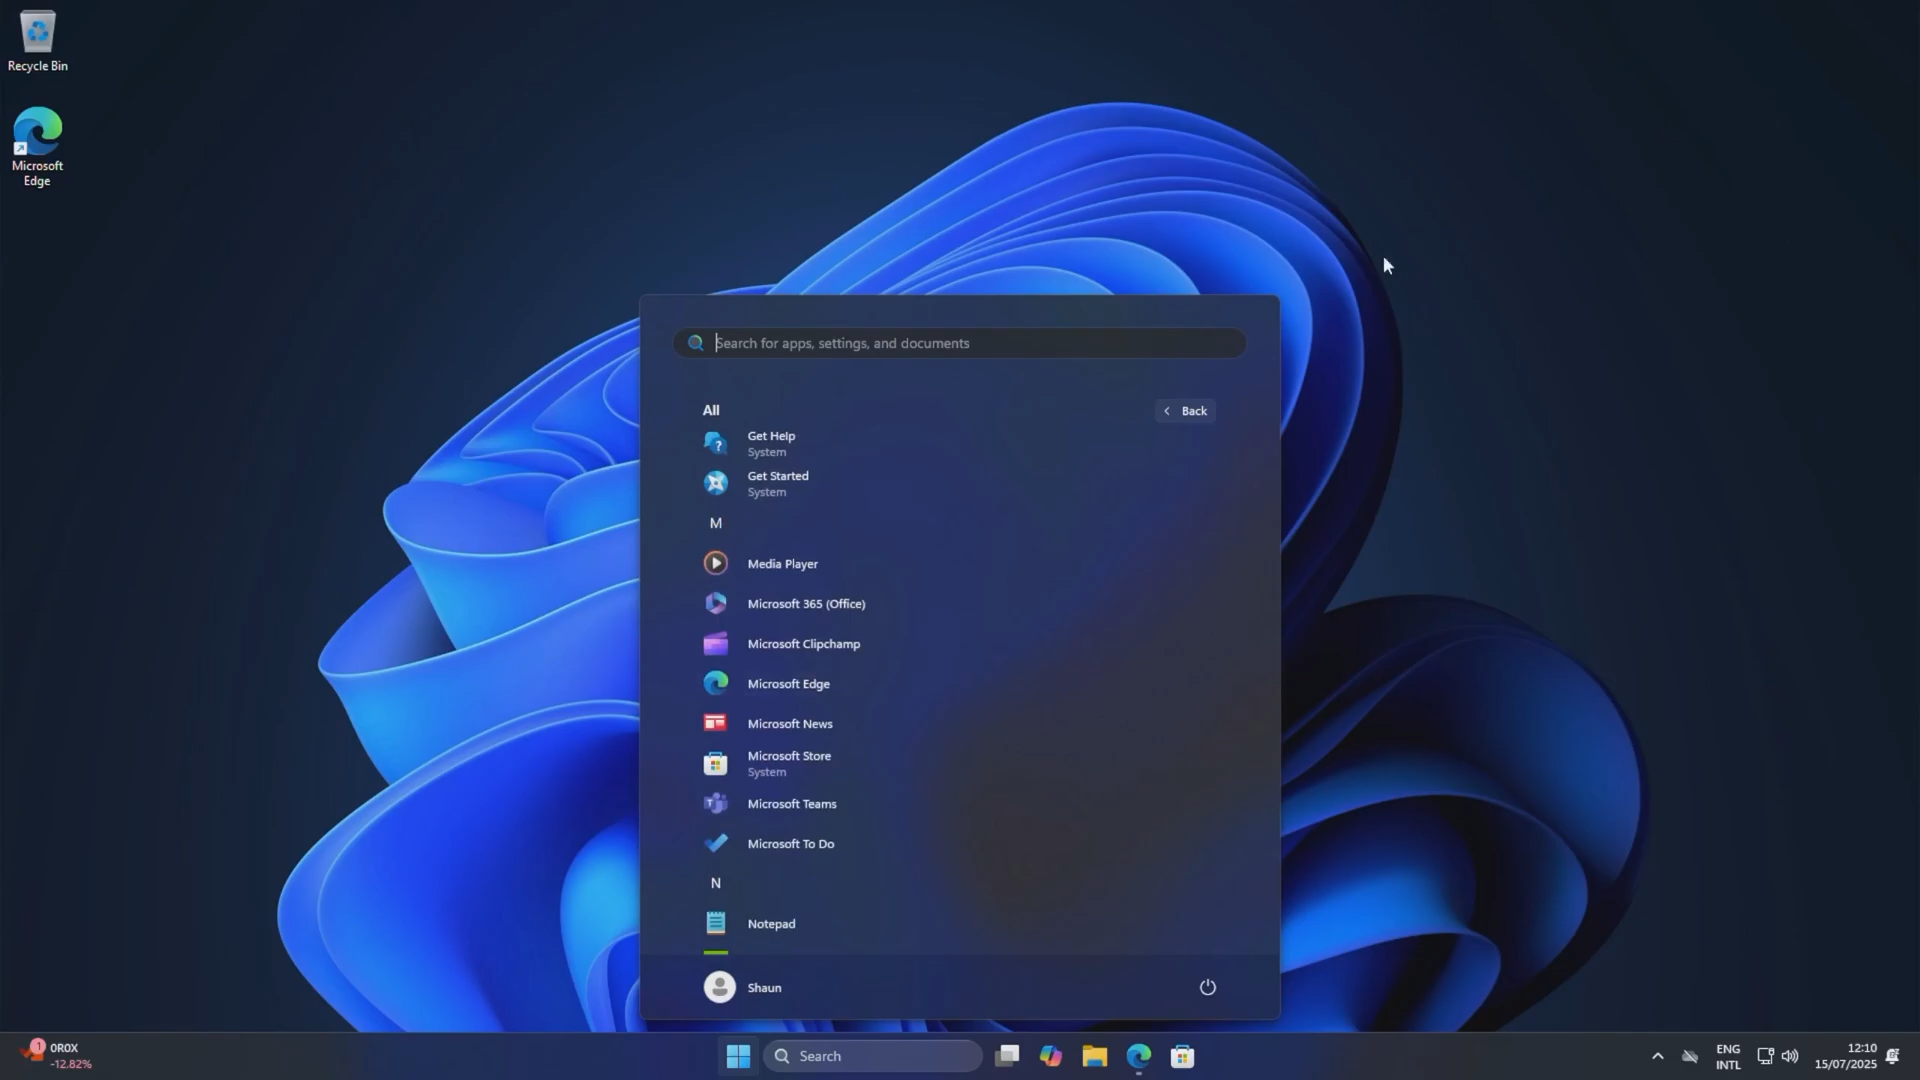 Recycle Bin
Microsoft
Edge
Search for apps, settings, and documents
All
Back
Get Help
System
Get Started
System
M
Media Player
Microsoft 365 (Office)
Microsoft Clipchamp
Microsoft Edge
Microsoft News
Microsoft Store
System
Microsoft Teams
Microsoft To Do
N
Notepad
Shaun
1
0R0X
-12.82%
Search
ENG
INTL
12:10
15/07/2025